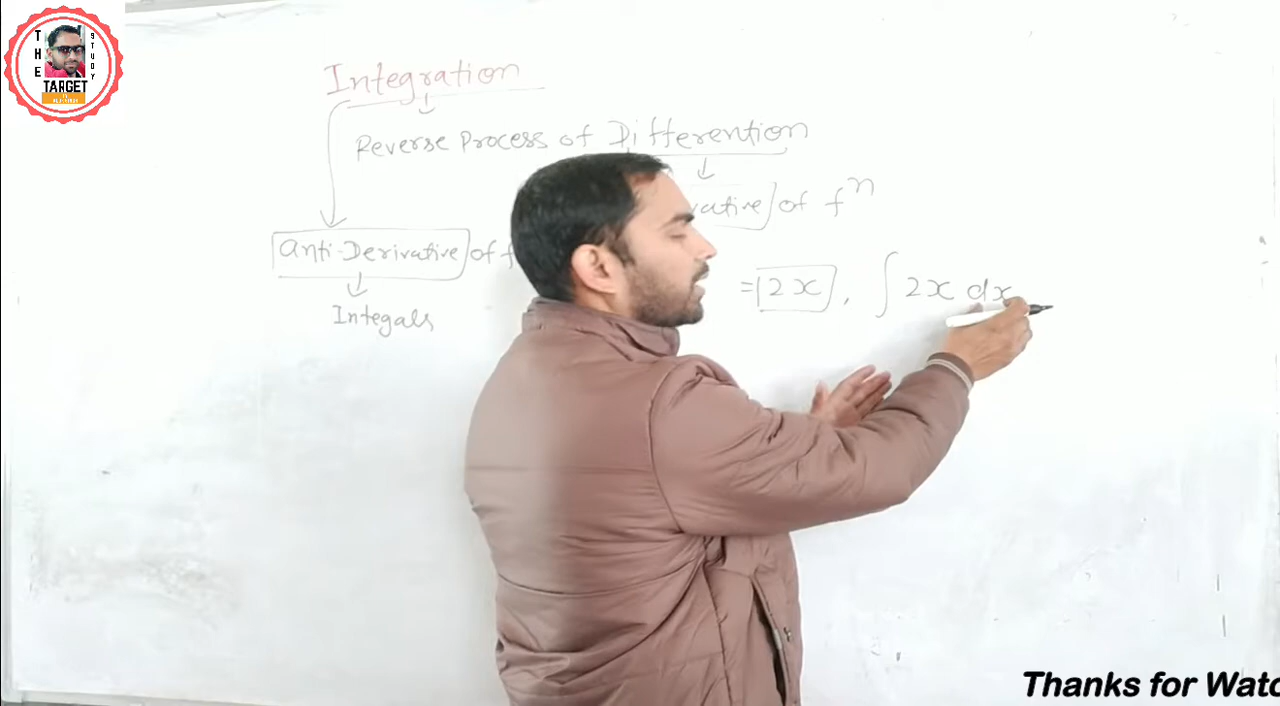 THE
STUDY
TARGET
Integration
Reverse Process of Differention
of fⁿ
Anti-Derivative of
= 2x , ∫ 2x dx
Integals
Thanks for Watc